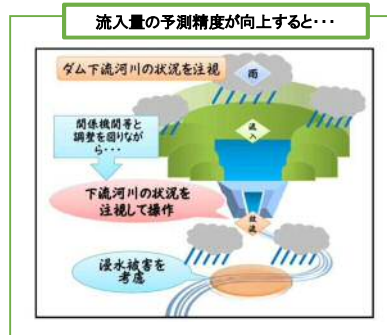 流入量の予測精度が向上すると･･･
ダム下流河川の状況を注視
雨
関係機関等と
調整を図りなが
ら･･･
流入
下流河川の状況を
注視して操作
放流
浸水被害を
考慮